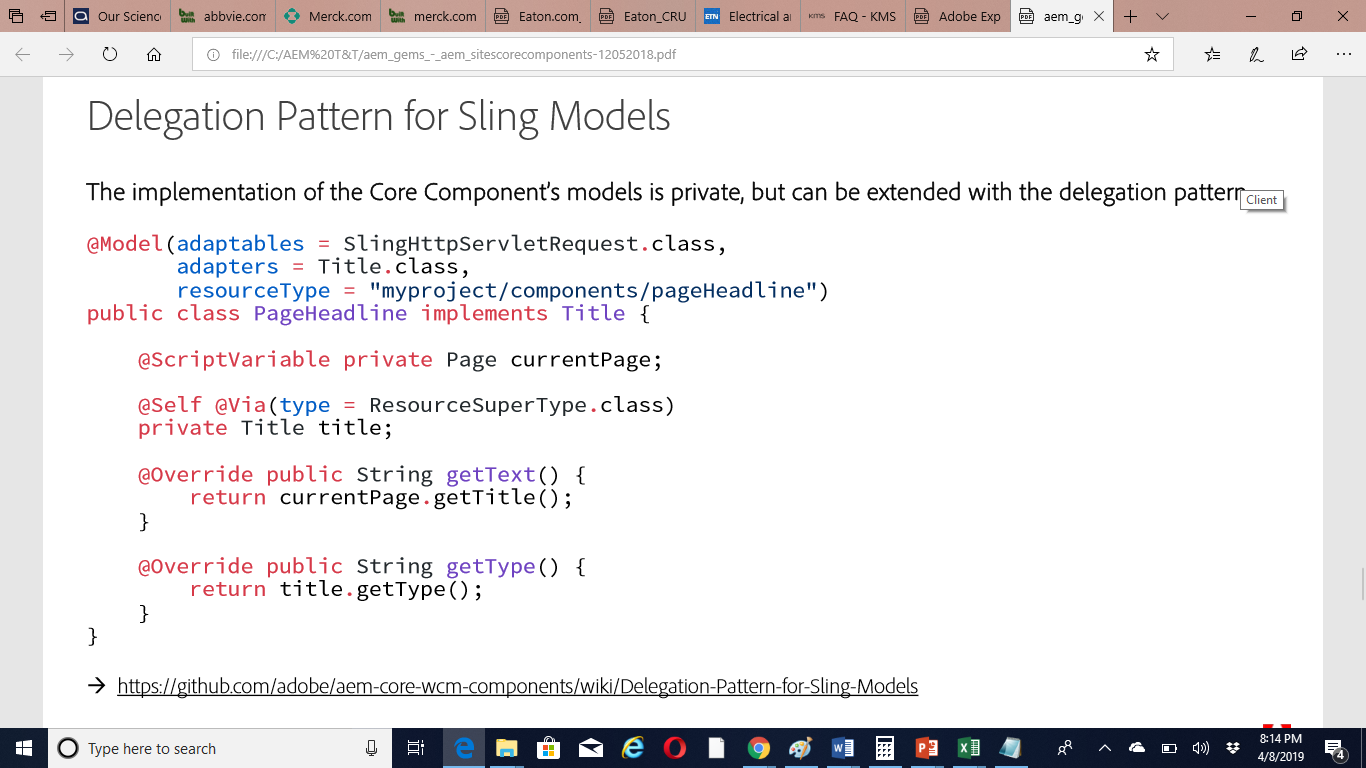 Our Scienc
abbvie.com
Merck.com
merck.com
Eaton.com_
Eaton_CRU
ETN Electrical a
KMS FAQ - KMS
Adobe Exp
aem_g
file:///C:/AEM%20T&T/aem_gems_-_aem_sitescorecomponents-12052018.pdf
Delegation Pattern for Sling Models
The implementation of the Core Component's models is private, but can be extended with the delegation pattern
Client
@Model(adaptables = SlingHttpServletRequest.class,
adapters = Title.class,
resourceType = "myproject/components/pageHeadline")
public class PageHeadline implements Title {
@ScriptVariable private Page currentPage;
@Self @Via(type = ResourceSuperType.class)
private Title title;
@Override public String getText() {
return currentPage.getTitle();
}
@Override public String getType() {
return title.getType();
}
}
→ https://github.com/adobe/aem-core-wcm-components/wiki/Delegation-Pattern-for-Sling-Models
Type here to search
8:14 PM
4/8/2019
4